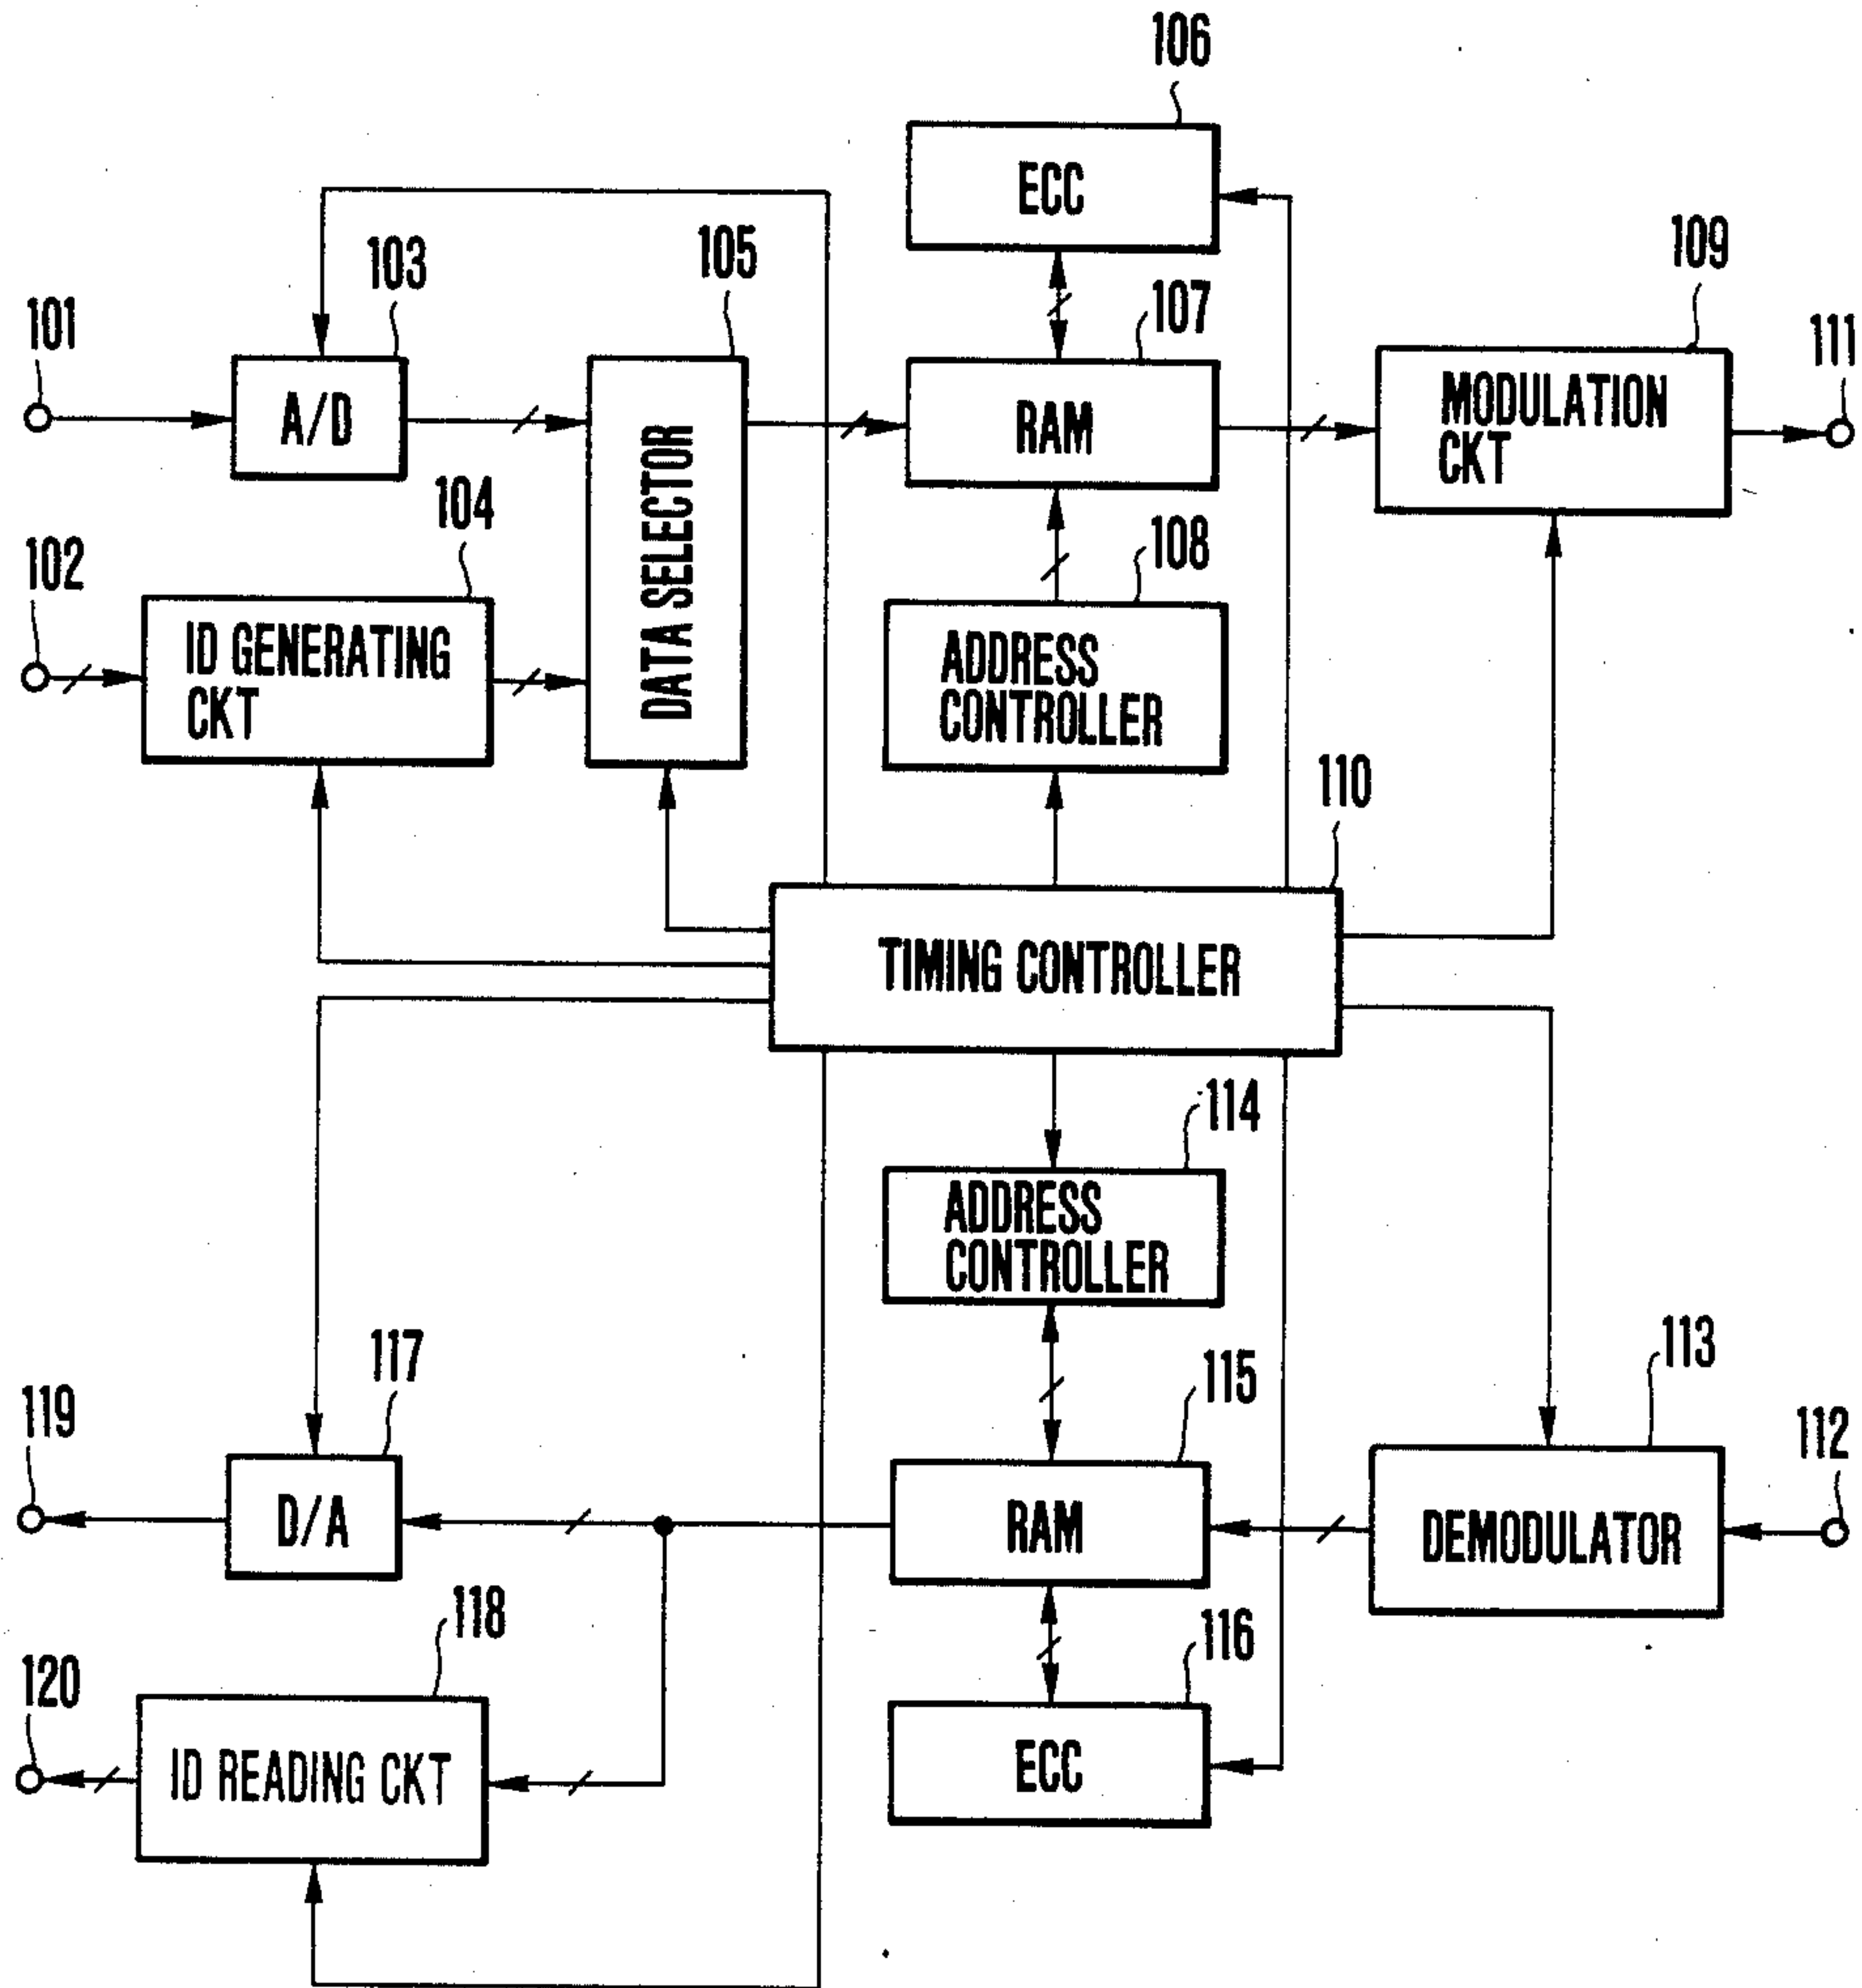 106
ECC
103
105
109
101
107
111
A/D
RAM
MODULATION
CKT
DATA SELECTOR
104
102
108
ID GENERATING
CKT
ADDRESS
CONTROLLER
110
TIMING CONTROLLER
114
ADDRESS
CONTROLLER
117
113
119
115
112
D/A
RAM
DEMODULATOR
118
116
120
ID READING CKT
ECC